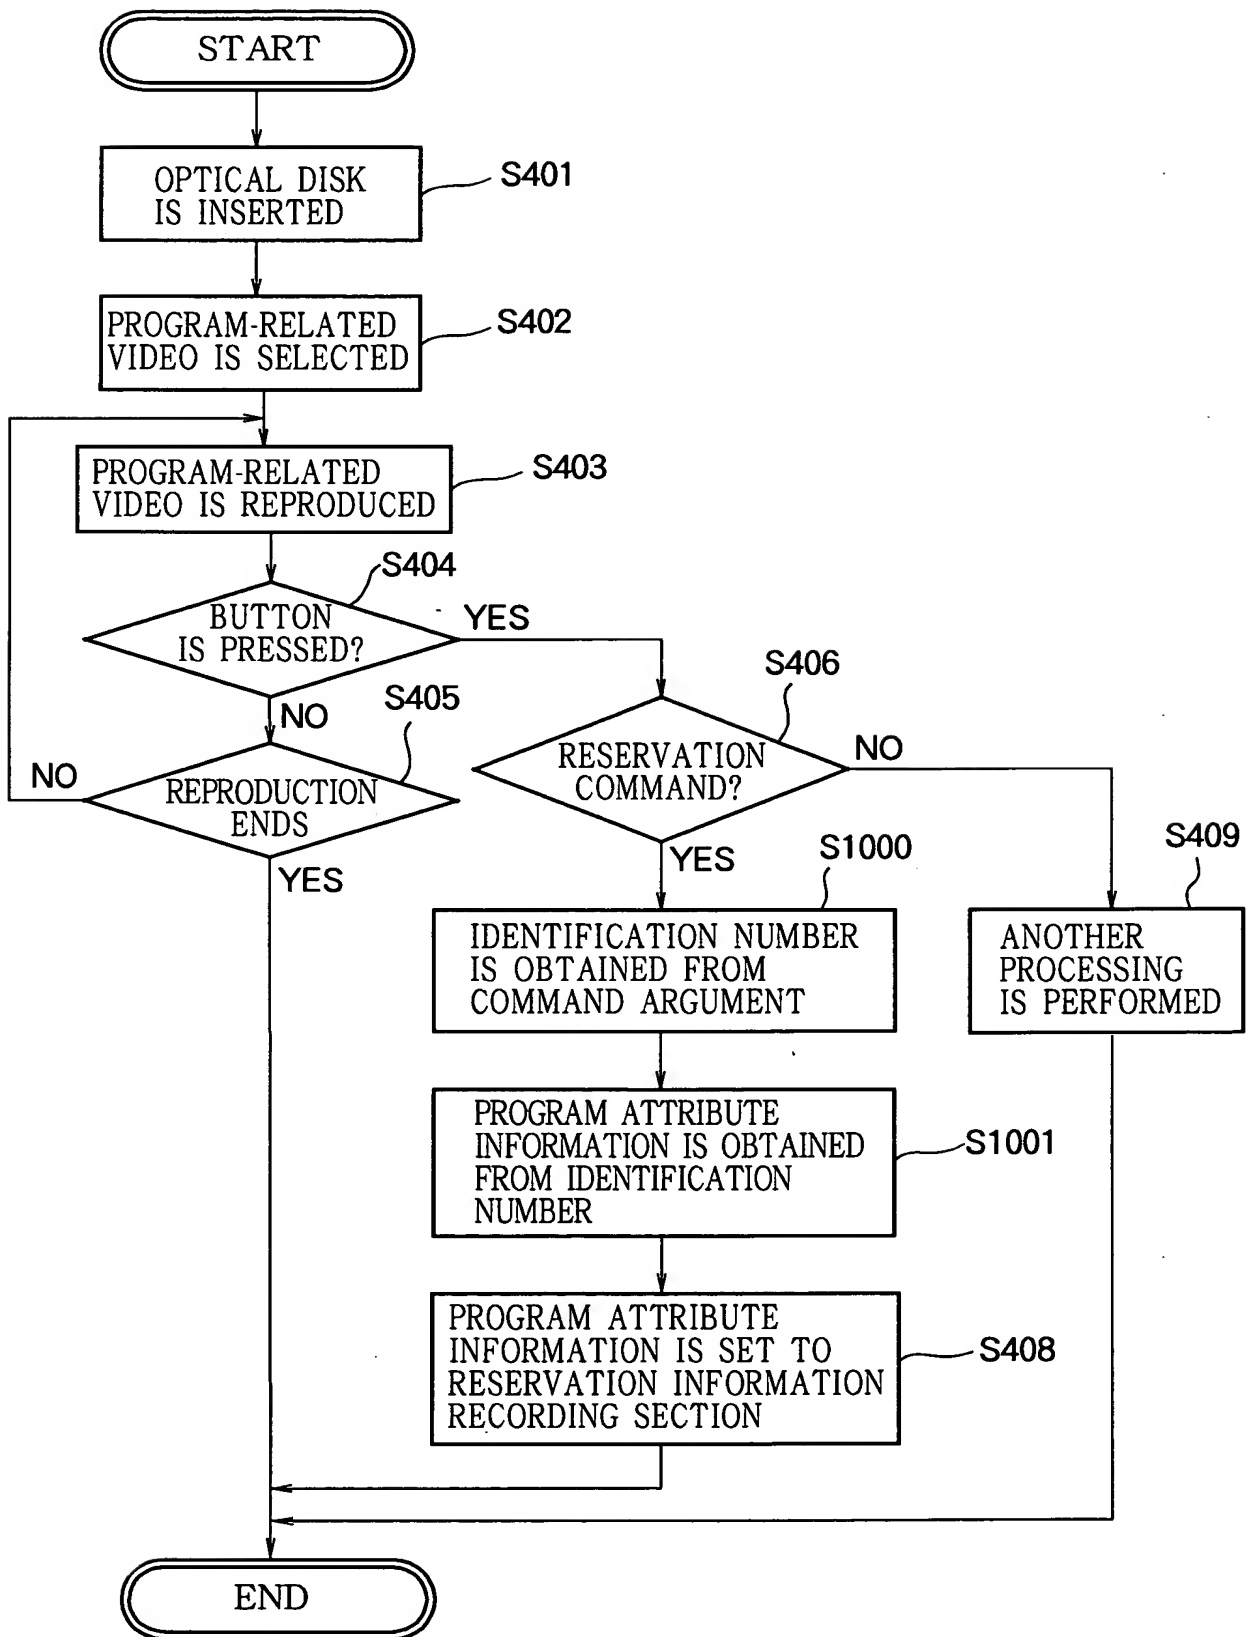 START
OPTICAL DISK
IS INSERTED
S401
PROGRAM-RELATED
VIDEO IS SELECTED
S402
PROGRAM-RELATED
VIDEO IS REPRODUCED
S403
S404
BUTTON
IS PRESSED?
YES
NO
S405
NO
REPRODUCTION
ENDS
YES
S406
RESERVATION
COMMAND?
NO
YES
S1000
IDENTIFICATION NUMBER
IS OBTAINED FROM
COMMAND ARGUMENT
S409
ANOTHER
PROCESSING
IS PERFORMED
PROGRAM ATTRIBUTE
INFORMATION IS OBTAINED
FROM IDENTIFICATION
NUMBER
S1001
PROGRAM ATTRIBUTE
INFORMATION IS SET TO
RESERVATION INFORMATION
RECORDING SECTION
S408
END